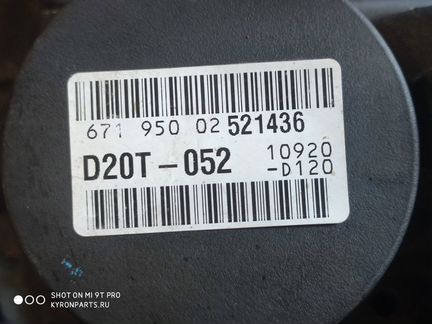 671 950 02 521436
D20T-052 10920
-D120
SHOT ON MI 9T PRO
KYRONPARTS.RU